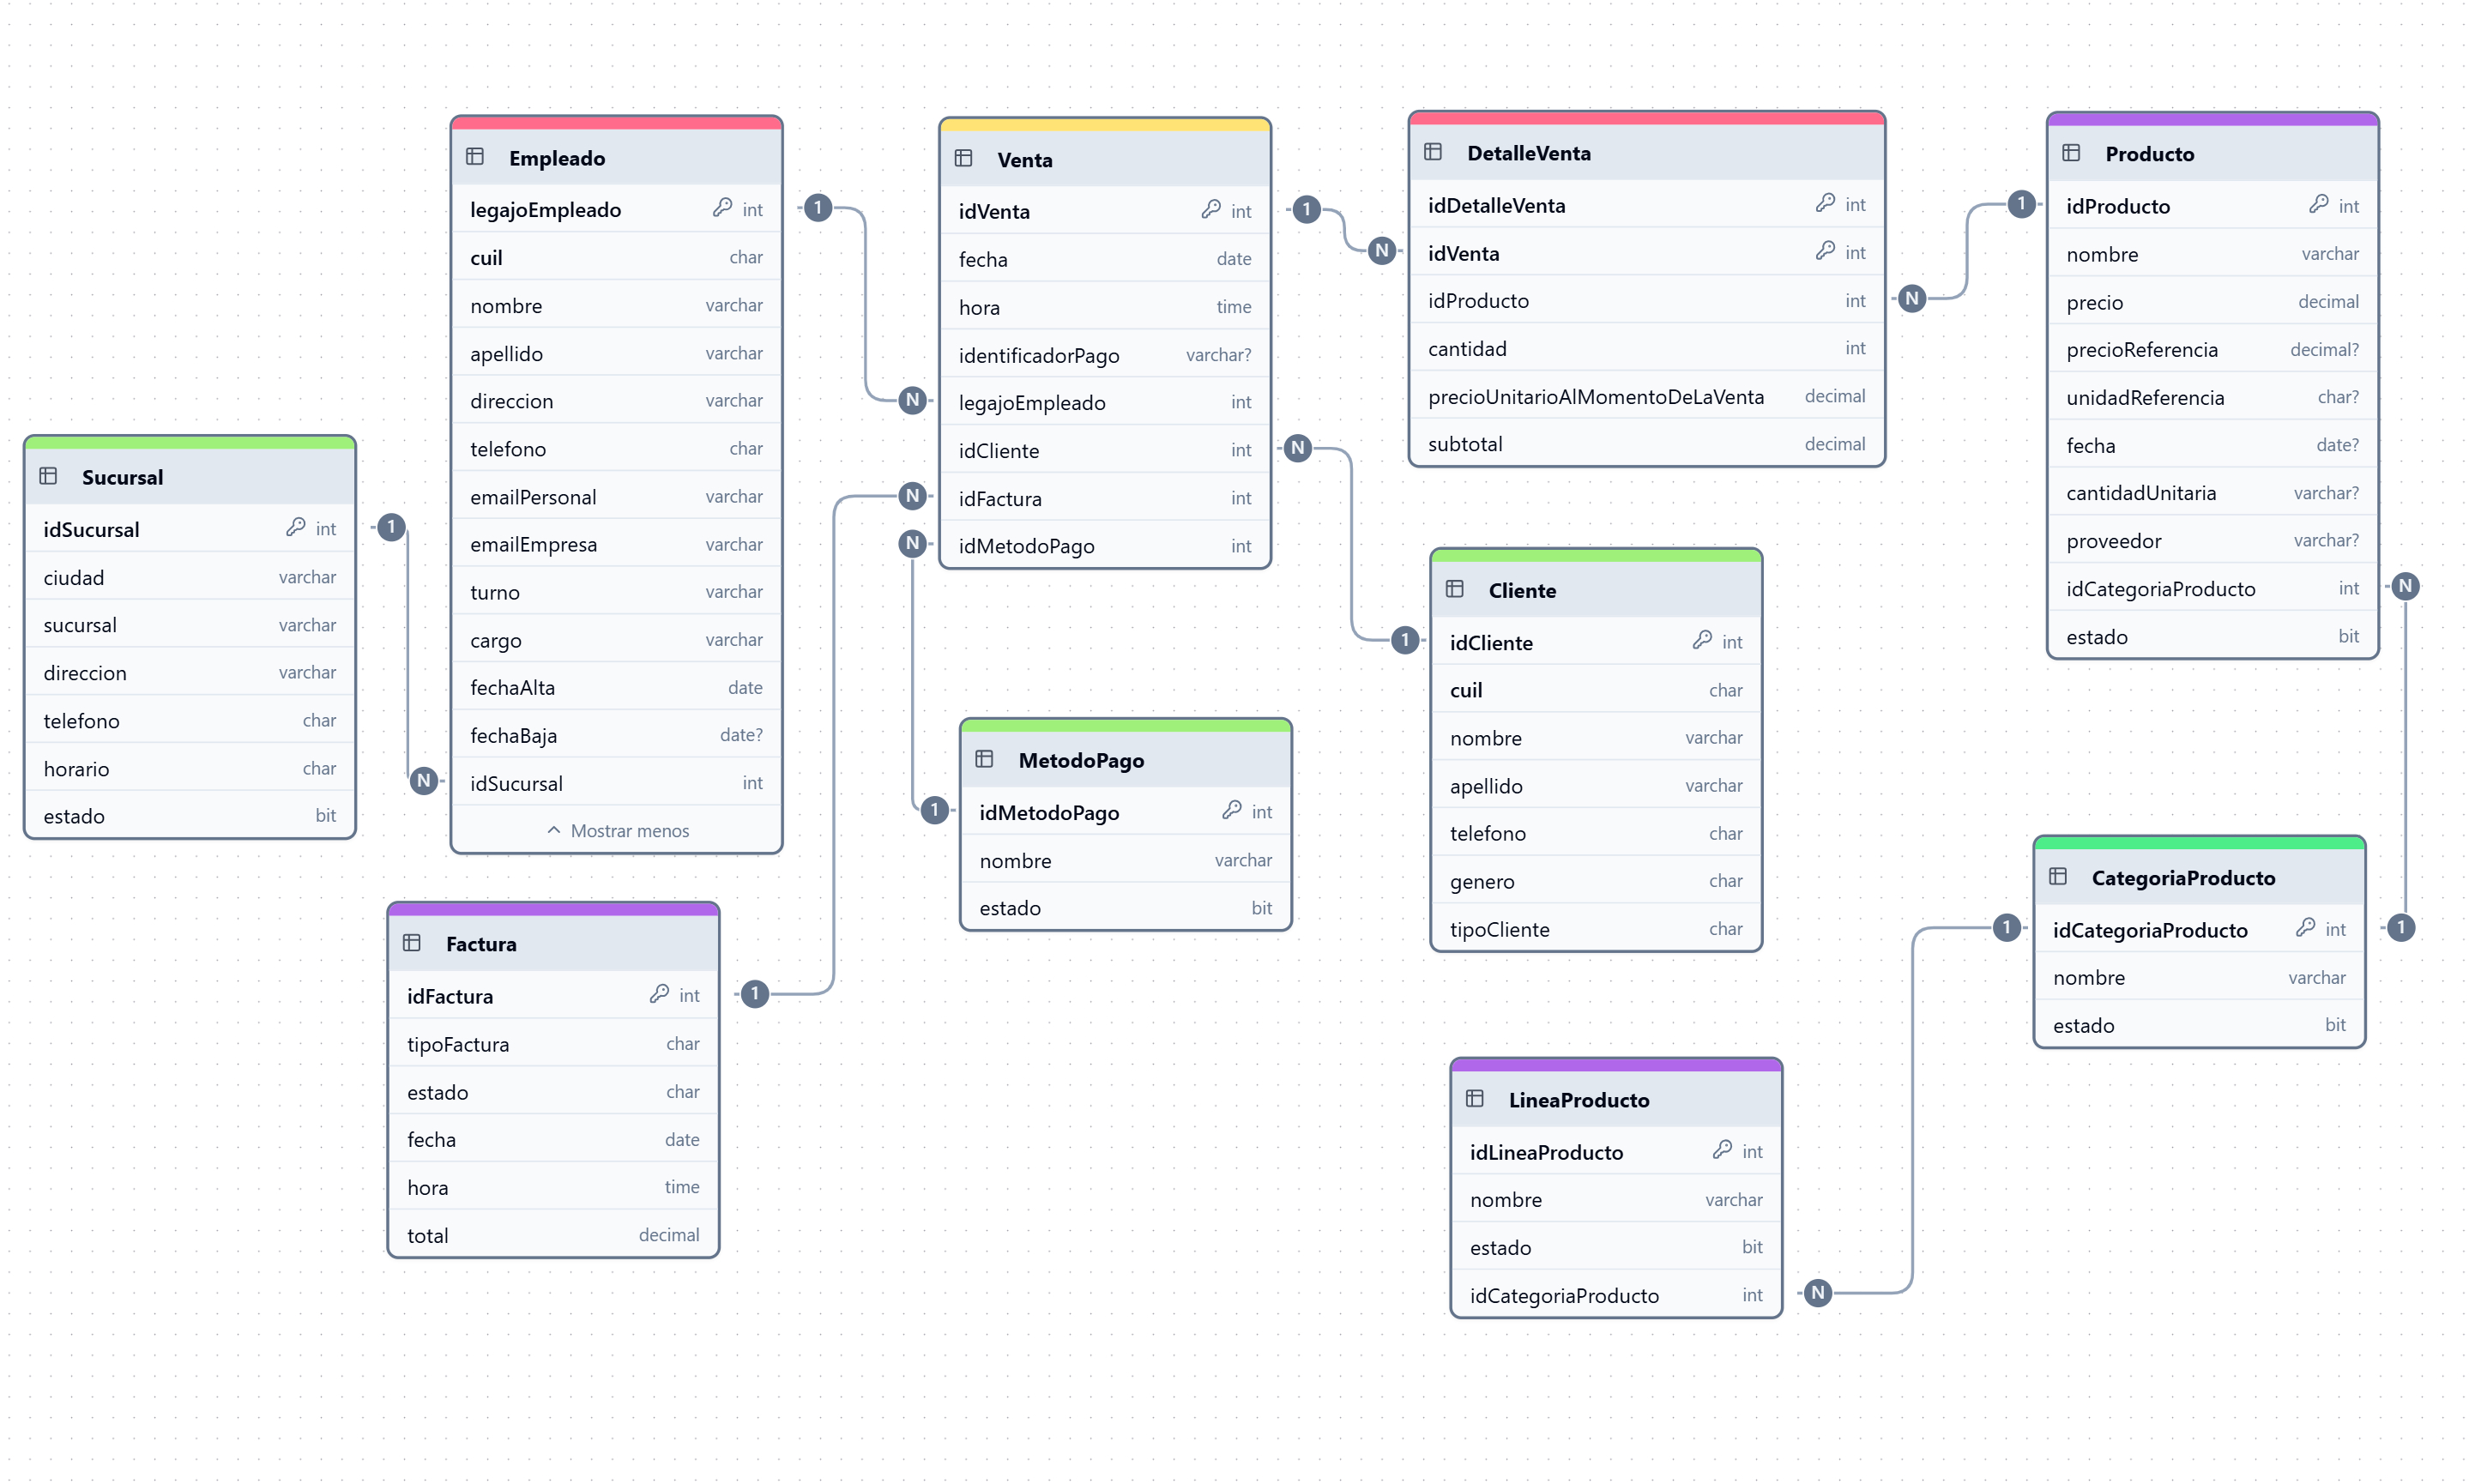 Empleado
legajoEmpleado int
cuil char
nombre varchar
apellido varchar
direccion varchar
telefono char
emailPersonal varchar
emailEmpresa varchar
turno varchar
cargo varchar
fechaAlta date
fechaBaja date?
idSucursal int
Mostrar menos
1
N
Venta
idVenta int
fecha date
hora time
identificadorPago varchar?
legajoEmpleado int
idCliente int
idFactura int
idMetodoPago int
1
N
N
N
N
DetalleVenta
idDetalleVenta int
idVenta int
idProducto int
cantidad int
precioUnitarioAlMomentoDeLaVenta decimal
subtotal decimal
N
1
Producto
idProducto int
nombre varchar
precio decimal
precioReferencia decimal?
unidadReferencia char?
fecha date?
cantidadUnitaria varchar?
proveedor varchar?
idCategoriaProducto int
estado bit
N
Sucursal
idSucursal int
ciudad varchar
sucursal varchar
direccion varchar
telefono char
horario char
estado bit
1
N
1
Cliente
idCliente int
cuil char
nombre varchar
apellido varchar
telefono char
genero char
tipoCliente char
MetodoPago
1
idMetodoPago int
nombre varchar
estado bit
CategoriaProducto
1
idCategoriaProducto int
1
nombre varchar
estado bit
Factura
idFactura int
1
tipoFactura char
estado char
fecha date
hora time
total decimal
LineaProducto
idLineaProducto int
nombre varchar
estado bit
idCategoriaProducto int
N